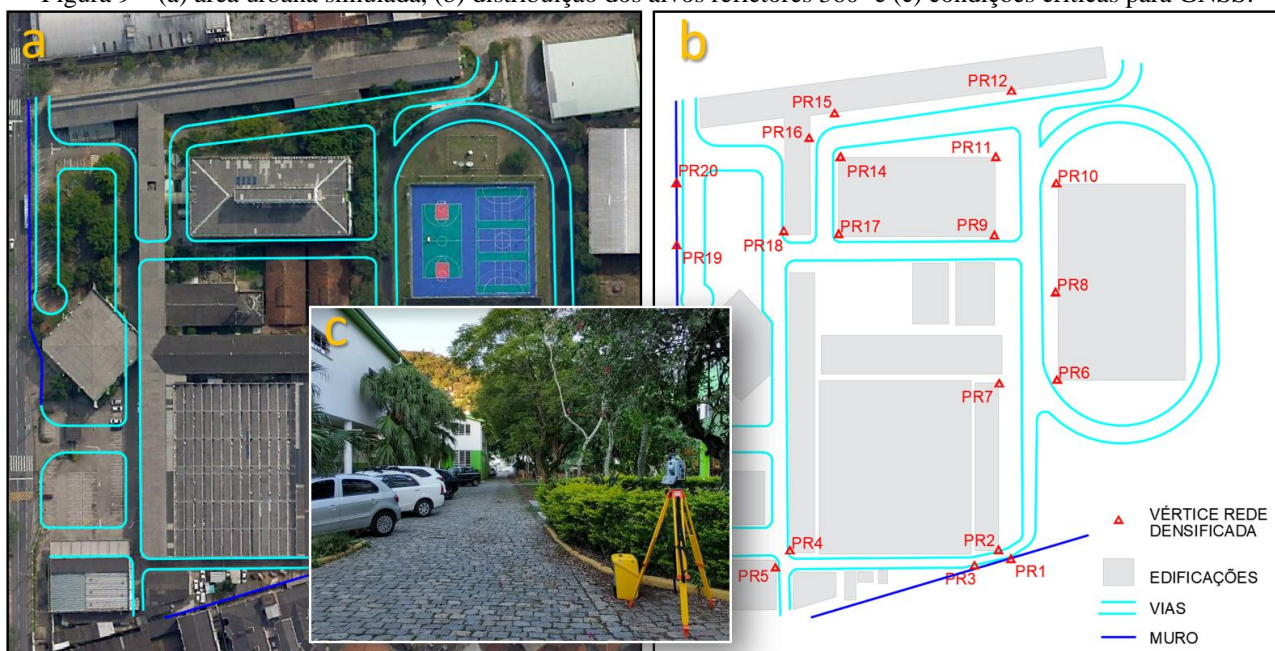 Figura 9 – (a) área urbana simulada, (b) distribuição dos alvos refletores 360° e (c) condições críticas para GNSS.
a
b
PR12
PR15
PR16
PR11
PR14
PR20
PR10
PR17
PR18
PR9
PR19
PR8
PR6
PR7
PR4
PR2
PR5
PR3
PR1
c
VÉRTICE REDE
DENSIFICADA
EDIFICAÇÕES
VIAS
MURO